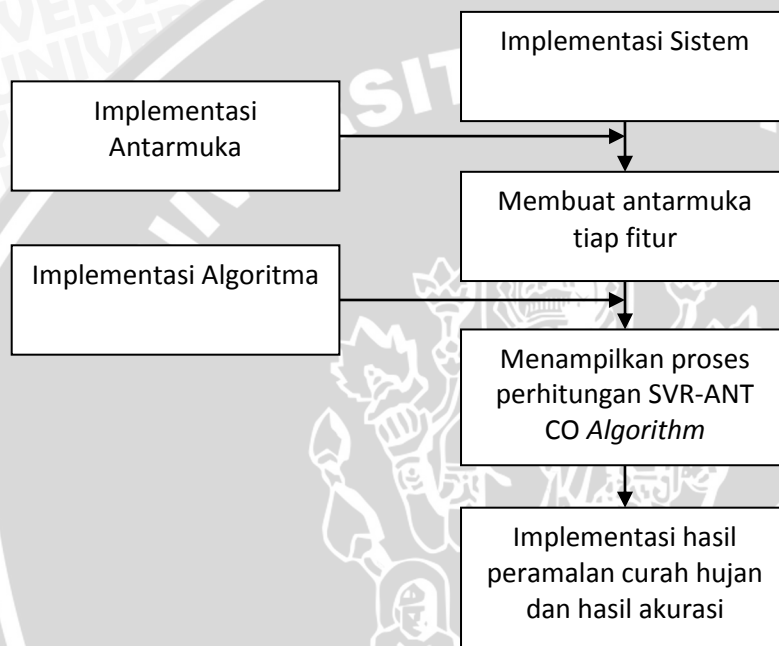 Implementasi Sistem
Implementasi
Antarmuka
Membuat antarmuka
tiap fitur
Implementasi Algoritma
Menampilkan proses
perhitungan SVR-ANT
CO Algorithm
Implementasi hasil
peramalan curah hujan
dan hasil akurasi